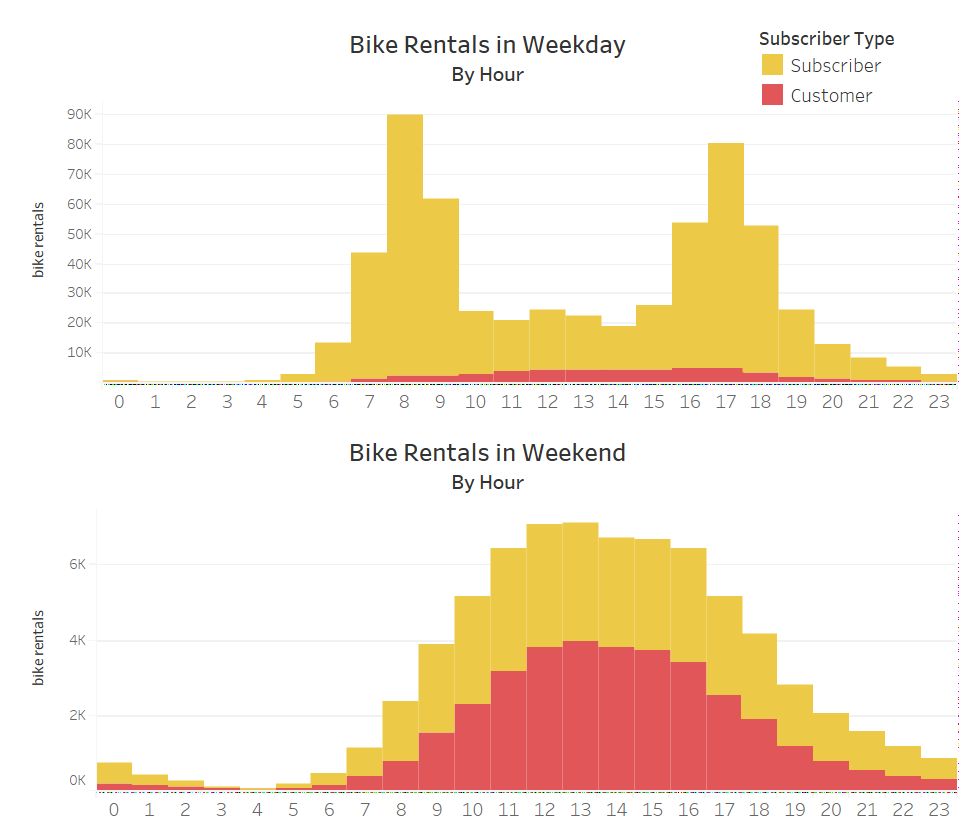 Bike Rentals in Weekday
By Hour
Subscriber Type
Subscriber
Customer
90K
80K
70K
60K
50K
40K
30K
20K
10K
bike rentals
0 1 2 3 4 5 6 7 8 9 10 11 12 13 14 15 16 17 18 19 20 21 22 23
Bike Rentals in Weekend
By Hour
6K
4K
2K
0K
bike rentals
0 1 2 3 4 5 6 7 8 9 10 11 12 13 14 15 16 17 18 19 20 21 22 23